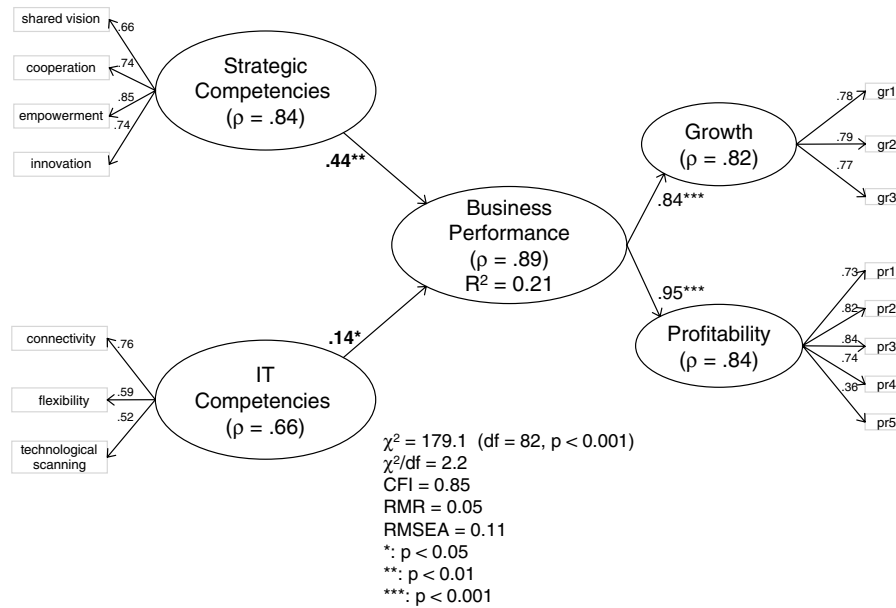 shared vision
.66
cooperation
.74
empowerment
.85
.74
innovation
Strategic
Competencies
(ρ = .84)
.44**
connectivity
.76
flexibility
.59
.52
technological
scanning
IT
Competencies
(ρ = .66)
.14*
Business
Performance
(ρ = .89)
R² = 0.21
.84***
.95***
Growth
(ρ = .82)
.78
gr1
.79
gr2
.77
gr3
Profitability
(ρ = .84)
.73
pr1
.82
pr2
.84
pr3
.74
pr4
.36
pr5
χ² = 179.1 (df = 82, p < 0.001)
χ²/df = 2.2
CFI = 0.85
RMR = 0.05
RMSEA = 0.11
*: p < 0.05
**: p < 0.01
***: p < 0.001